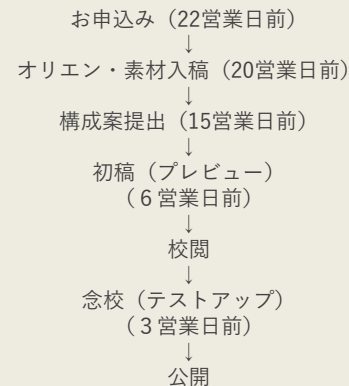 お申込み（22営業日前）
↓
オリエン・素材入稿（20営業日前）
↓
構成案提出（15営業日前）
↓
初稿（プレビュー）
（６営業日前）
↓
校閲
↓
念校（テストアップ）
（３営業日前）
↓
公開